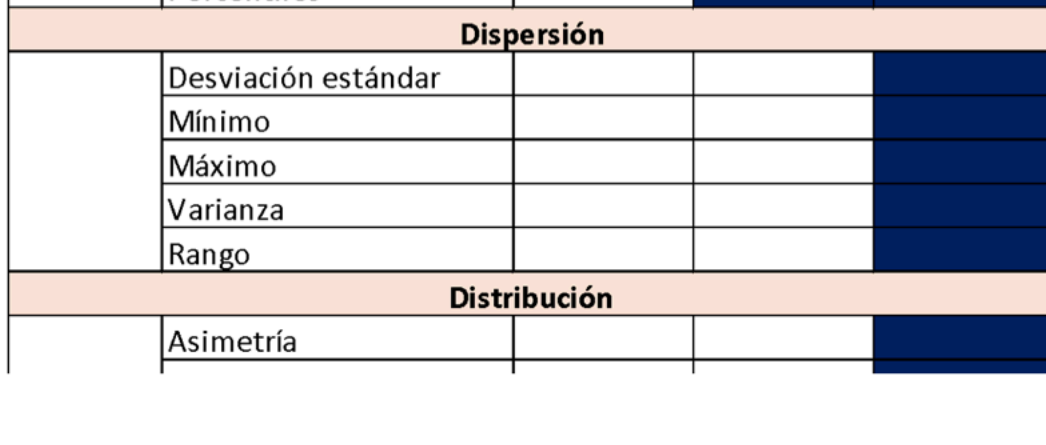 Dispersión
Desviación estándar
Mínimo
Máximo
Varianza
Rango
Distribución
Asimetría